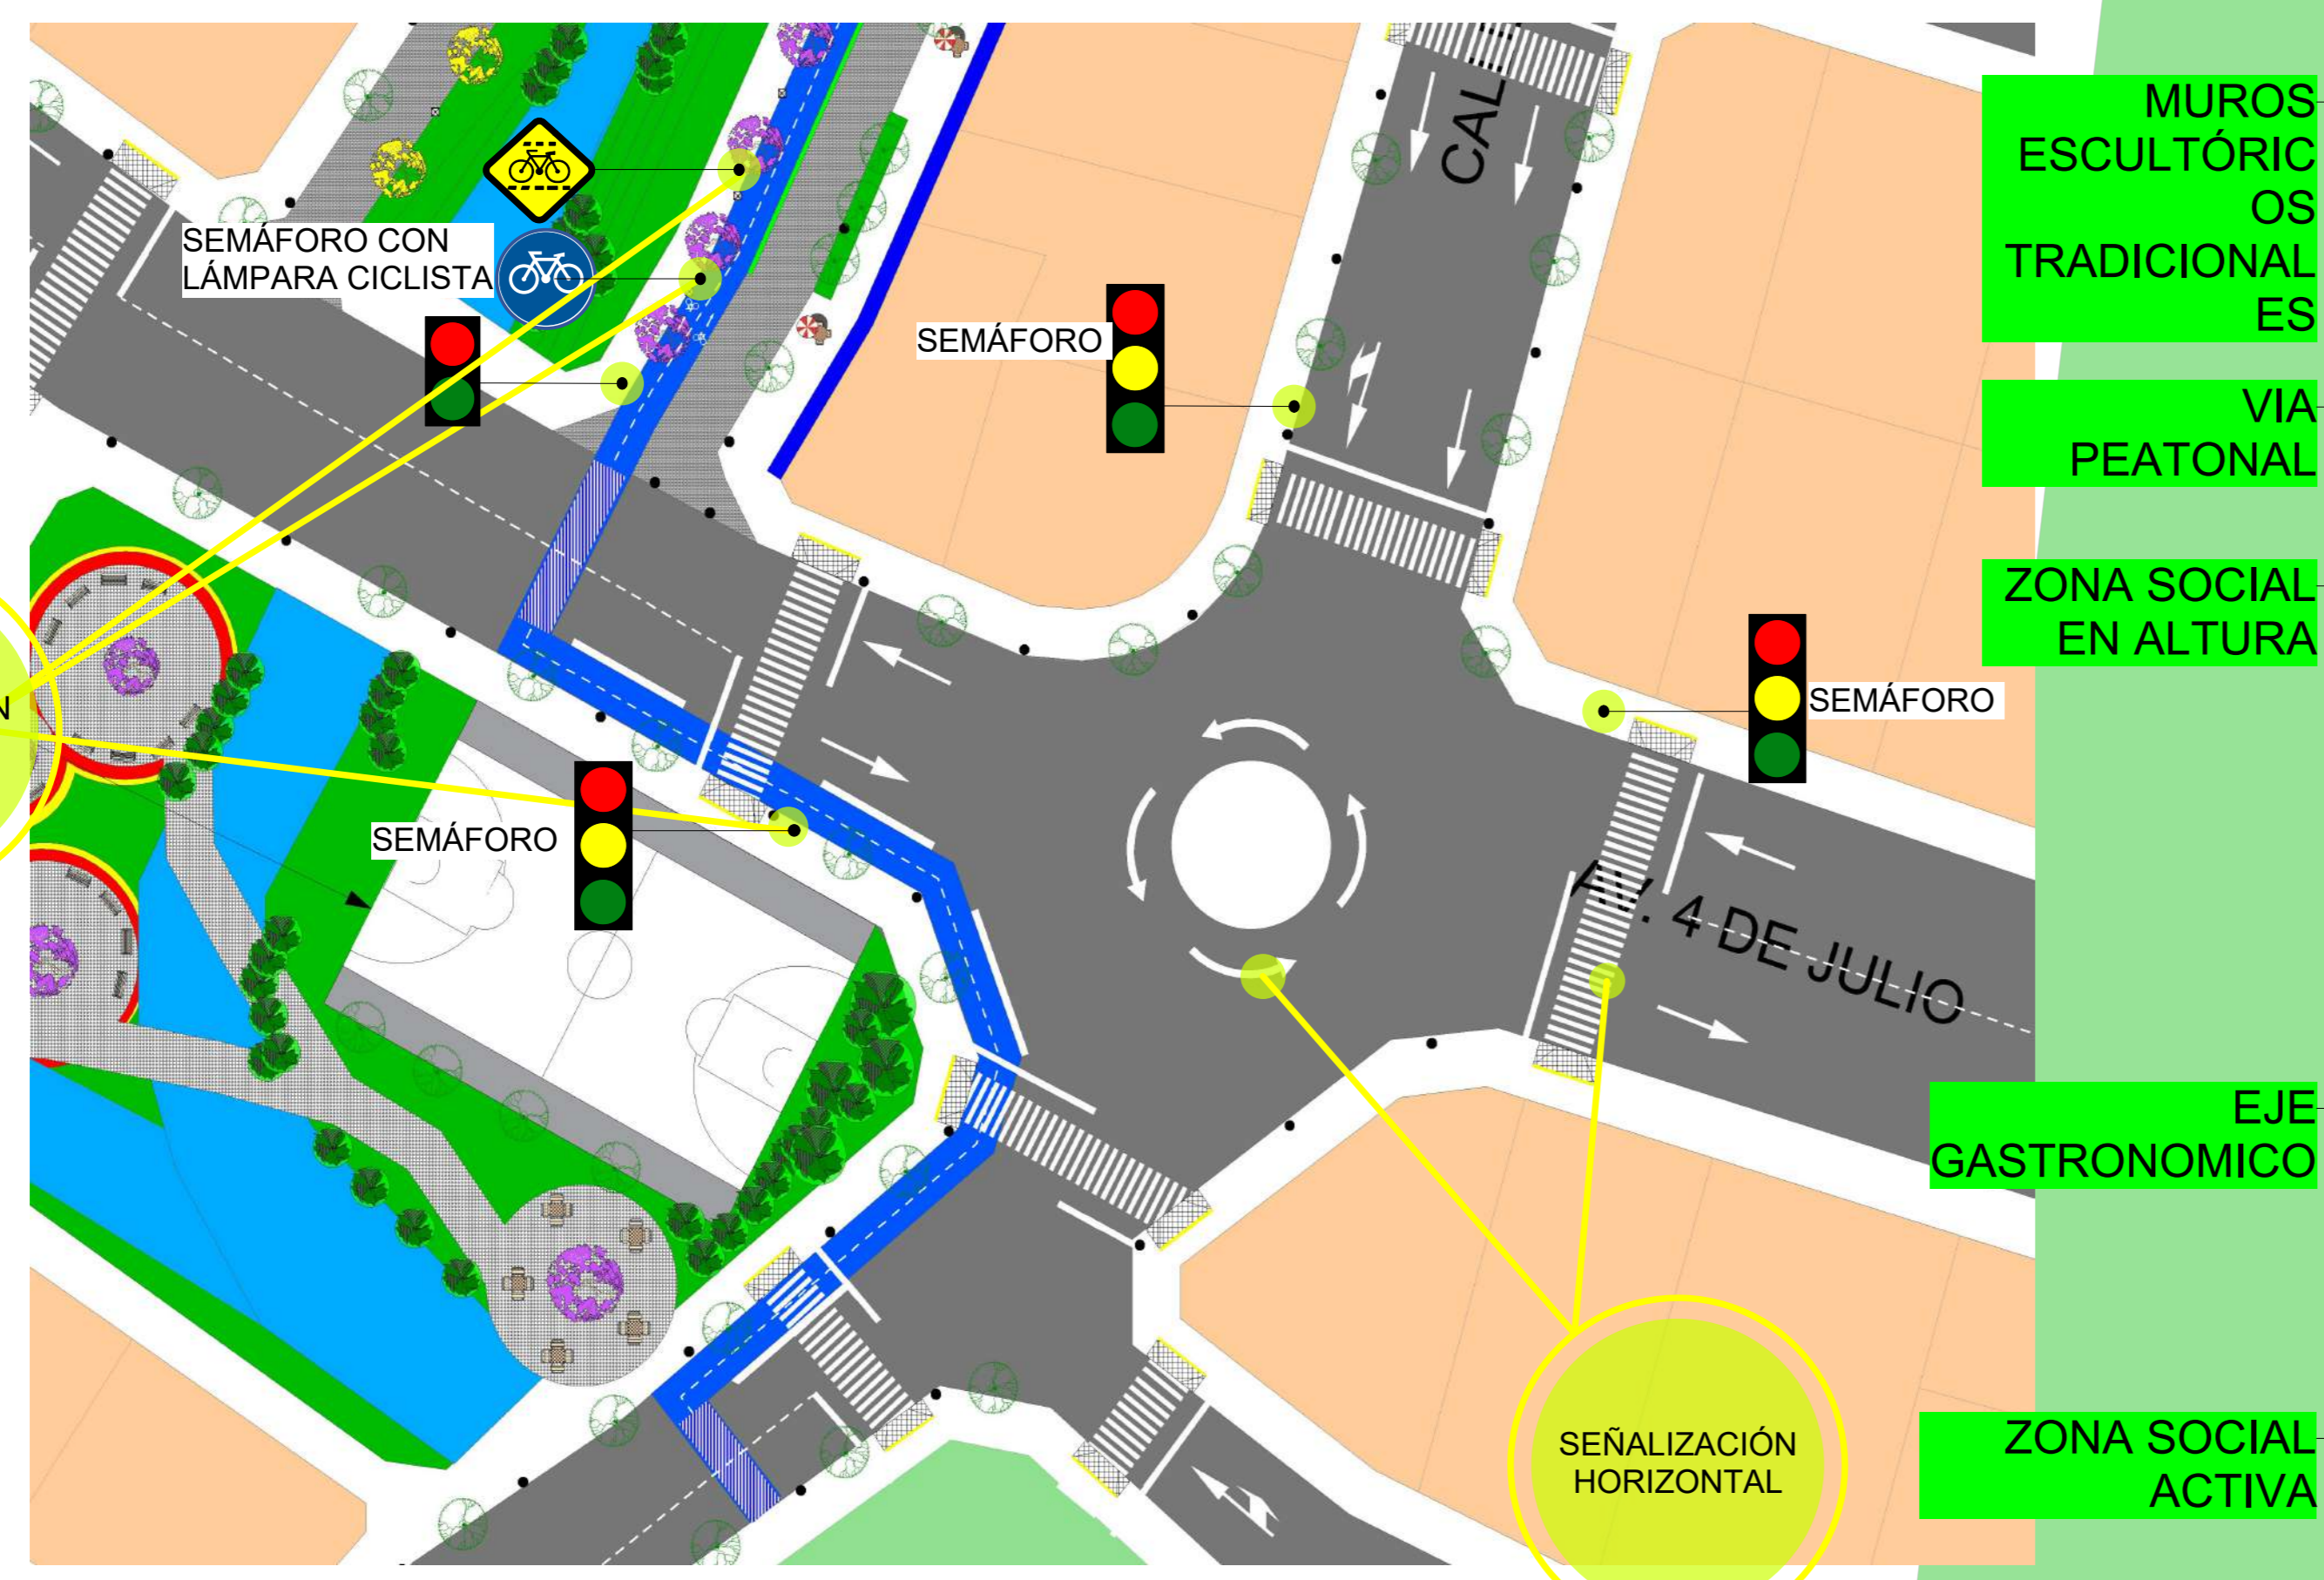 SEMÁFORO CON
LÁMPARA CICLISTA
SEMÁFORO
CAL
SEMÁFORO
SEMÁFORO
AV. 4 DE JULIO
SEÑALIZACIÓN
HORIZONTAL
MUROS
ESCULTÓRIC
OS
TRADICIONAL
ES
VIA
PEATONAL
ZONA SOCIAL
EN ALTURA
EJE
GASTRONOMICO
ZONA SOCIAL
ACTIVA